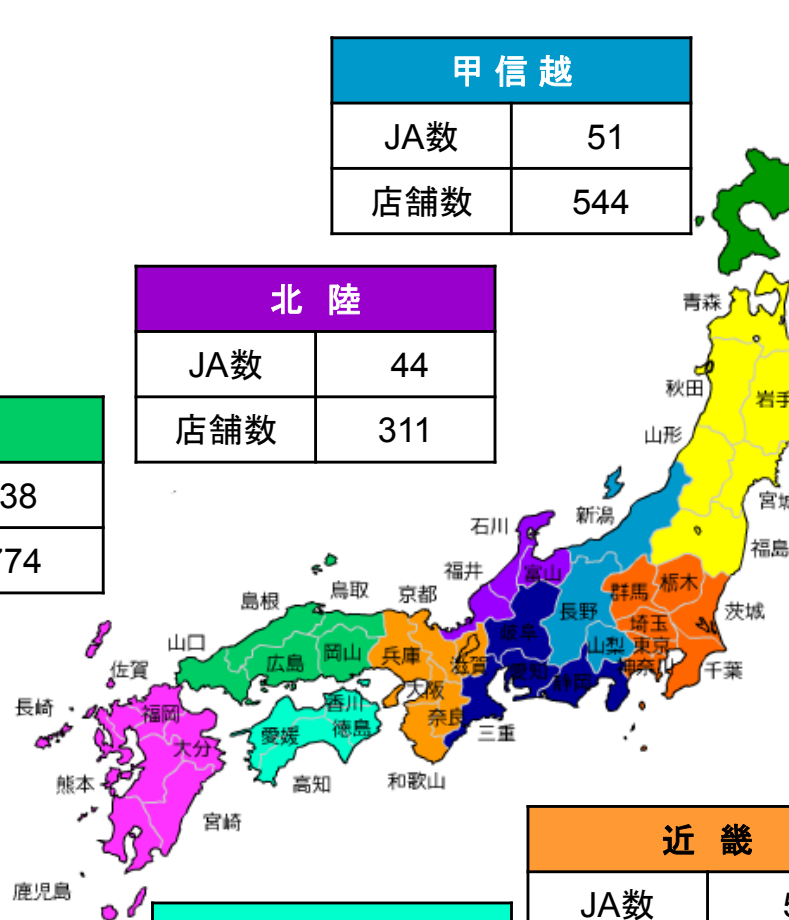 甲信越
JA数 51
店舗数 544
北 陸
JA数 44
店舗数 311
38
774
青森
秋田
岩手
山形
宮城
新潟
福島
石川
福井
富山
群馬
栃木
茨城
長野
埼玉
山梨
東京
神奈川
千葉
岐阜
愛知
静岡
三重
京都
鳥取
島根
兵庫
滋賀
岡山
広島
山口
大阪
奈良
和歌山
香川
徳島
愛媛
高知
佐賀
福岡
長崎
大分
熊本
宮崎
鹿児島
近 畿
JA数